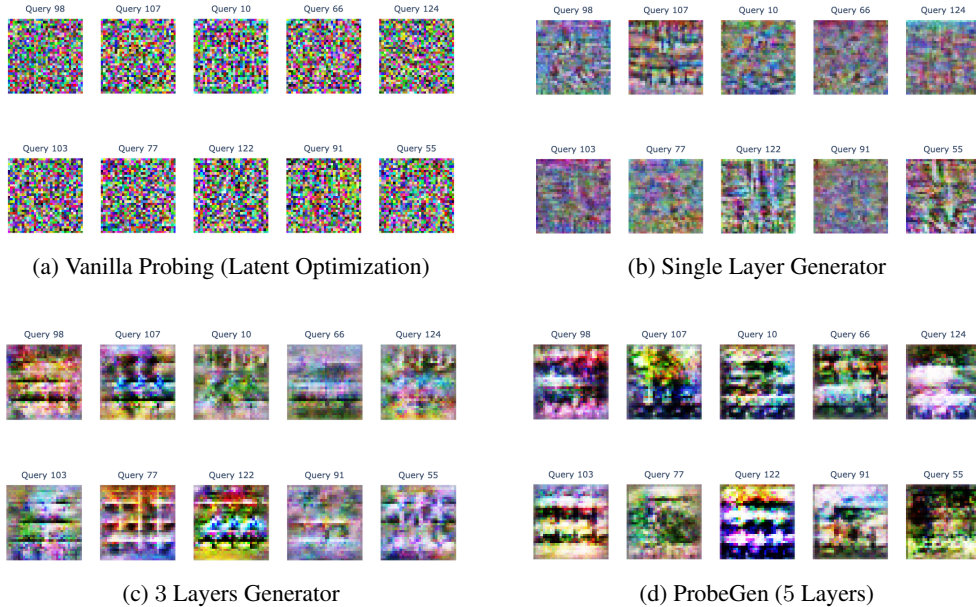 Query 98 Query 107 Query 10 Query 66 Query 124
Query 103 Query 77 Query 122 Query 91 Query 55
(a) Vanilla Probing (Latent Optimization)
Query 98 Query 107 Query 10 Query 66 Query 124
Query 103 Query 77 Query 122 Query 91 Query 55
(b) Single Layer Generator
Query 98 Query 107 Query 10 Query 66 Query 124
Query 103 Query 77 Query 122 Query 91 Query 55
(c) 3 Layers Generator
Query 98 Query 107 Query 10 Query 66 Query 124
Query 103 Query 77 Query 122 Query 91 Query 55
(d) ProbeGen (5 Layers)